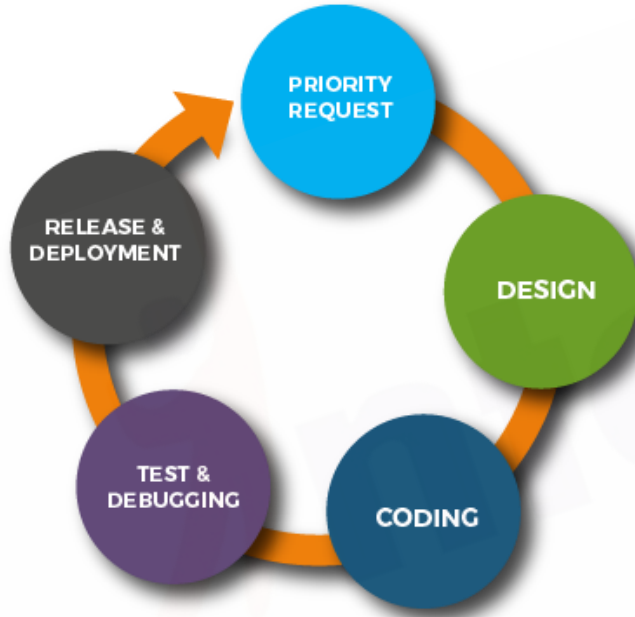 PRIORITY
REQUEST
DESIGN
CODING
TEST &
DEBUGGING
RELEASE &
DEPLOYMENT